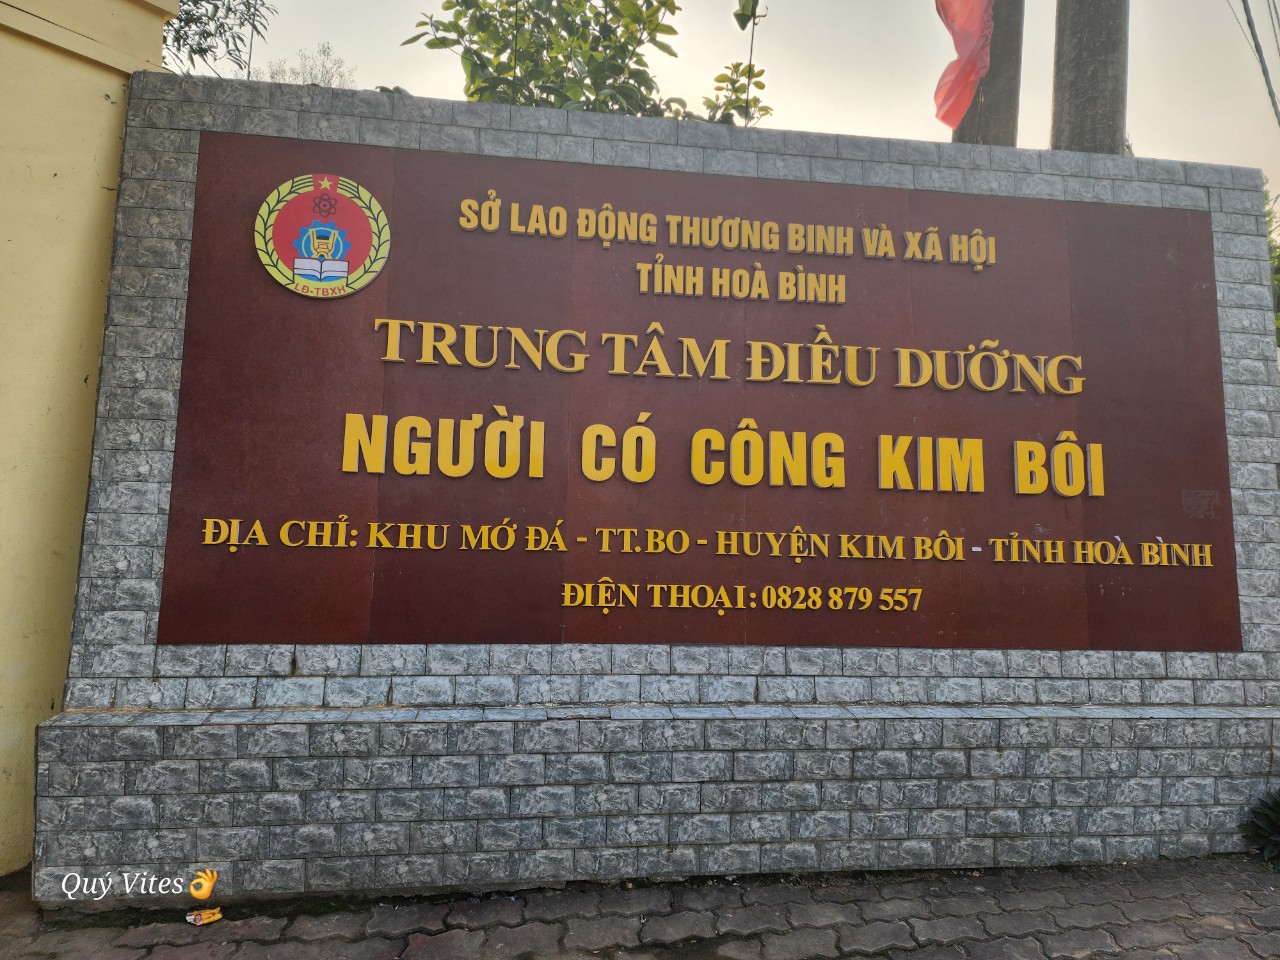 SỞ LAO ĐỘNG THƯƠNG BINH VÀ XÃ HỘI
TỈNH HOÀ BÌNH
LĐ-TBXH
TRUNG TÂM ĐIỀU DƯỠNG
NGƯỜI CÓ CÔNG KIM BÔI
ĐỊA CHỈ: KHU MỚ ĐÁ - TT.BO - HUYỆN KIM BÔI - TỈNH HOÀ BÌNH
ĐIỆN THOẠI: 0828 879 557
Quý Vites👌